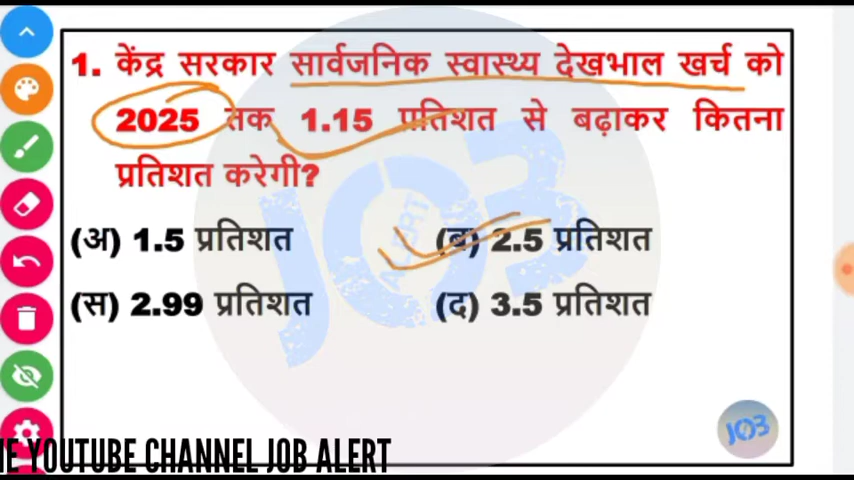 1. केंद्र सरकार सार्वजनिक स्वास्थ्य देखभाल खर्च को
2025 तक 1.15 प्रतिशत से बढ़ाकर कितना
प्रतिशत करेगी?
(अ) 1.5 प्रतिशत (ब) 2.5 प्रतिशत
(स) 2.99 प्रतिशत (द) 3.5 प्रतिशत
JOB
ALERT
JOB
YOUTUBE CHANNEL JOB ALERT